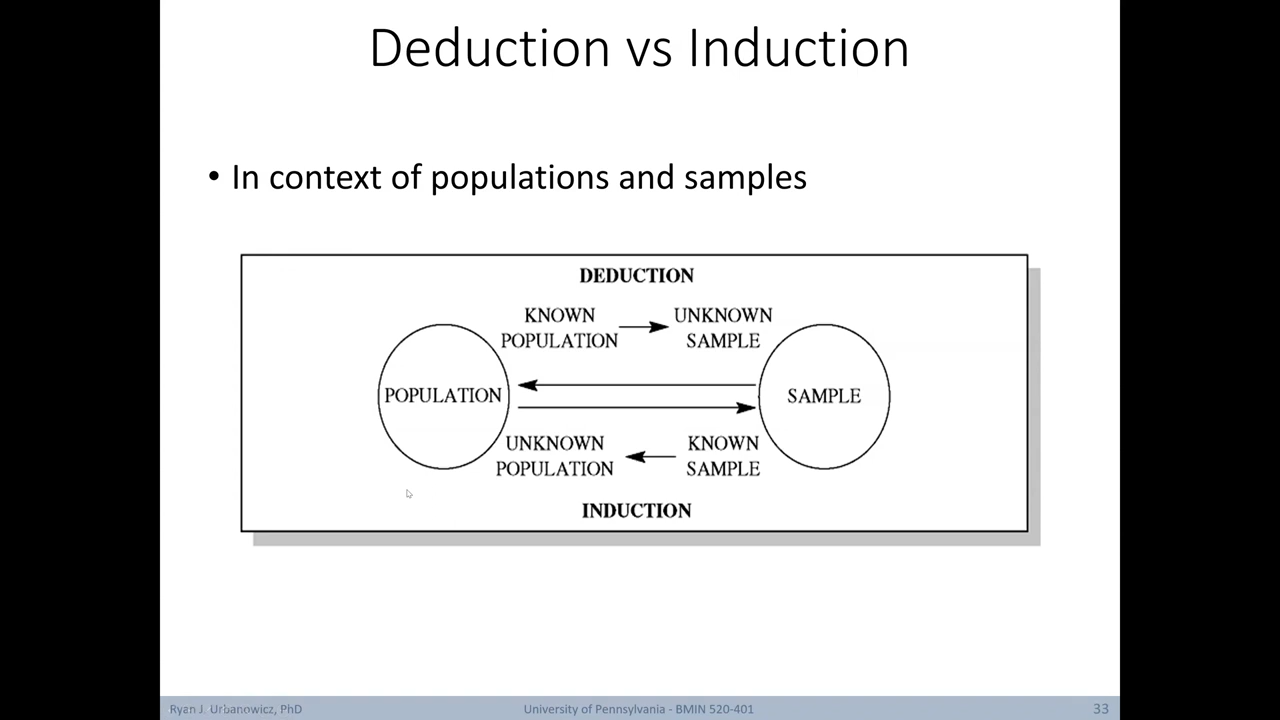 Deduction vs Induction
• In context of populations and samples
DEDUCTION
KNOWN POPULATION
UNKNOWN SAMPLE
POPULATION
SAMPLE
UNKNOWN POPULATION
KNOWN SAMPLE
INDUCTION
Ryan J. Urbanowicz, PhD
University of Pennsylvania - BMIN 520-401
33